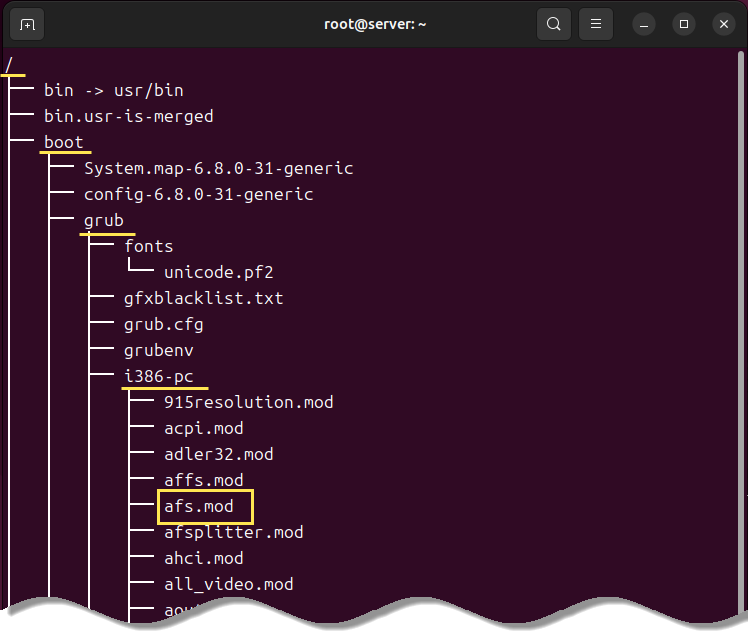 root@server: ~
/
bin -> usr/bin
bin.usr-is-merged
boot
System.map-6.8.0-31-generic
config-6.8.0-31-generic
grub
fonts
unicode.pf2
gfxblacklist.txt
grub.cfg
grubenv
i386-pc
915resolution.mod
acpi.mod
adler32.mod
affs.mod
afs.mod
afsplitter.mod
ahci.mod
all_video.mod